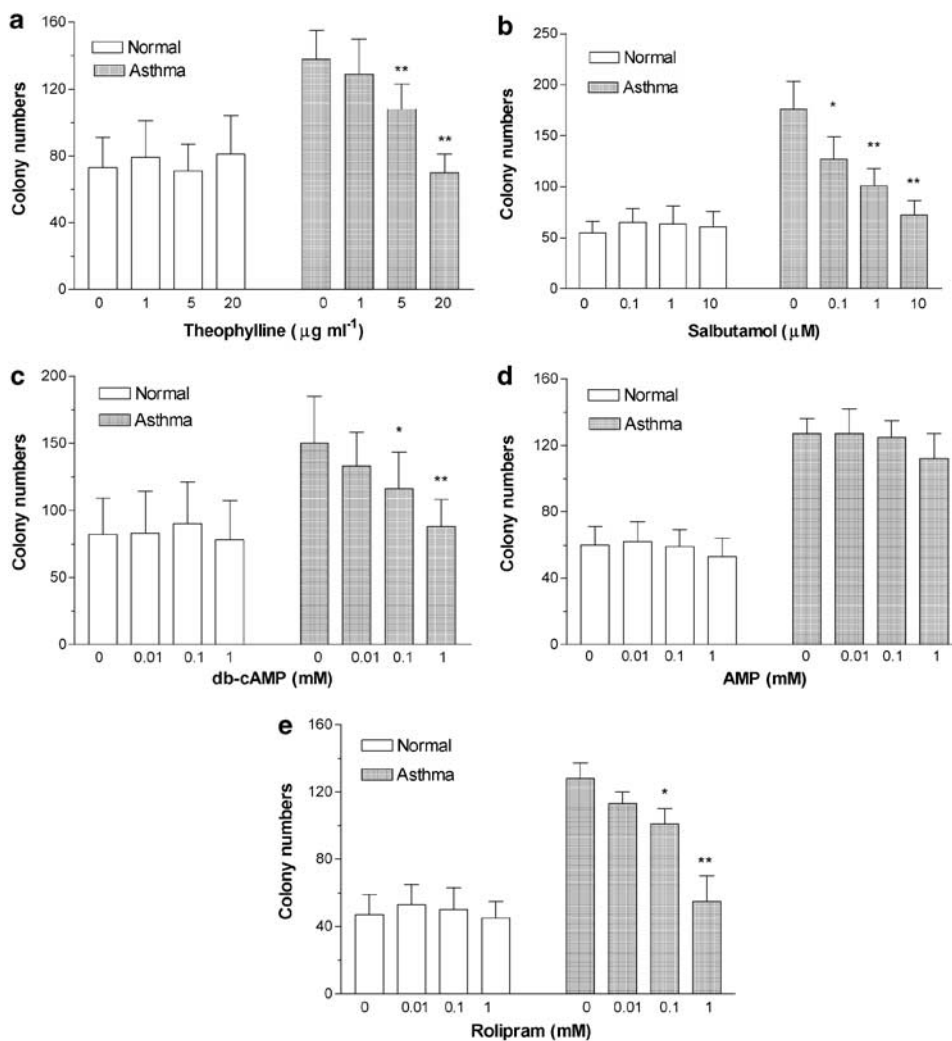 a
160
120
80
40
0
Colony numbers
Normal
Asthma
**
**
0 1 5 20 0 1 5 20
Theophylline (μg ml⁻¹)
b
250
200
150
100
50
0
Colony numbers
Normal
Asthma
*
**
**
0 0.1 1 10 0 0.1 1 10
Salbutamol (μM)
c
200
150
100
50
0
Colony numbers
Normal
Asthma
*
**
0 0.01 0.1 1 0 0.01 0.1 1
db-cAMP (mM)
d
160
120
80
40
0
Colony numbers
Normal
Asthma
0 0.01 0.1 1 0 0.01 0.1 1
AMP (mM)
e
160
120
80
40
0
Colony numbers
Normal
Asthma
*
**
0 0.01 0.1 1 0 0.01 0.1 1
Rolipram (mM)